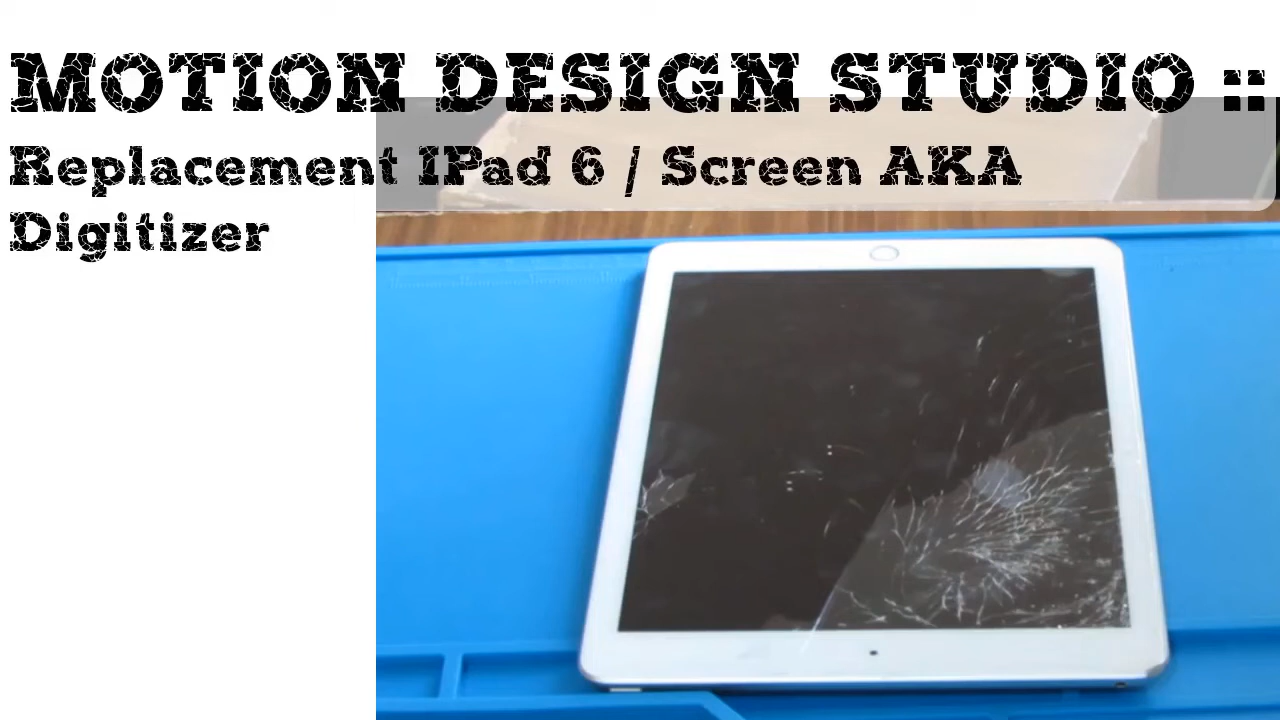 MOTION DESIGN STUDIO ::
Replacement IPad 6 / Screen AKA
Digitizer